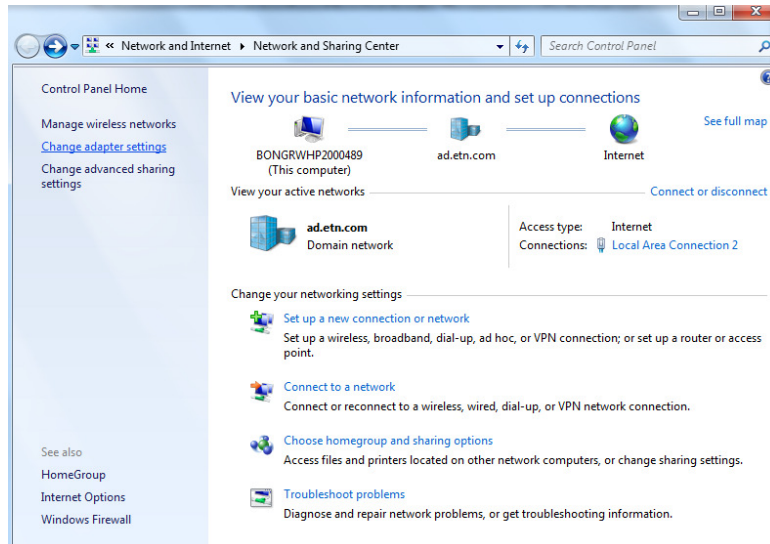 « Network and Internet ▸ Network and Sharing Center
Search Control Panel
Control Panel Home
Manage wireless networks
Change adapter settings
Change advanced sharing
settings
See also
HomeGroup
Internet Options
Windows Firewall
View your basic network information and set up connections
See full map
BONGRWHP2000489
(This computer)
ad.etn.com
Internet
View your active networks
Connect or disconnect
ad.etn.com
Domain network
Access type: Internet
Connections: Local Area Connection 2
Change your networking settings
Set up a new connection or network
Set up a wireless, broadband, dial-up, ad hoc, or VPN connection; or set up a router or access
point.
Connect to a network
Connect or reconnect to a wireless, wired, dial-up, or VPN network connection.
Choose homegroup and sharing options
Access files and printers located on other network computers, or change sharing settings.
Troubleshoot problems
Diagnose and repair network problems, or get troubleshooting information.